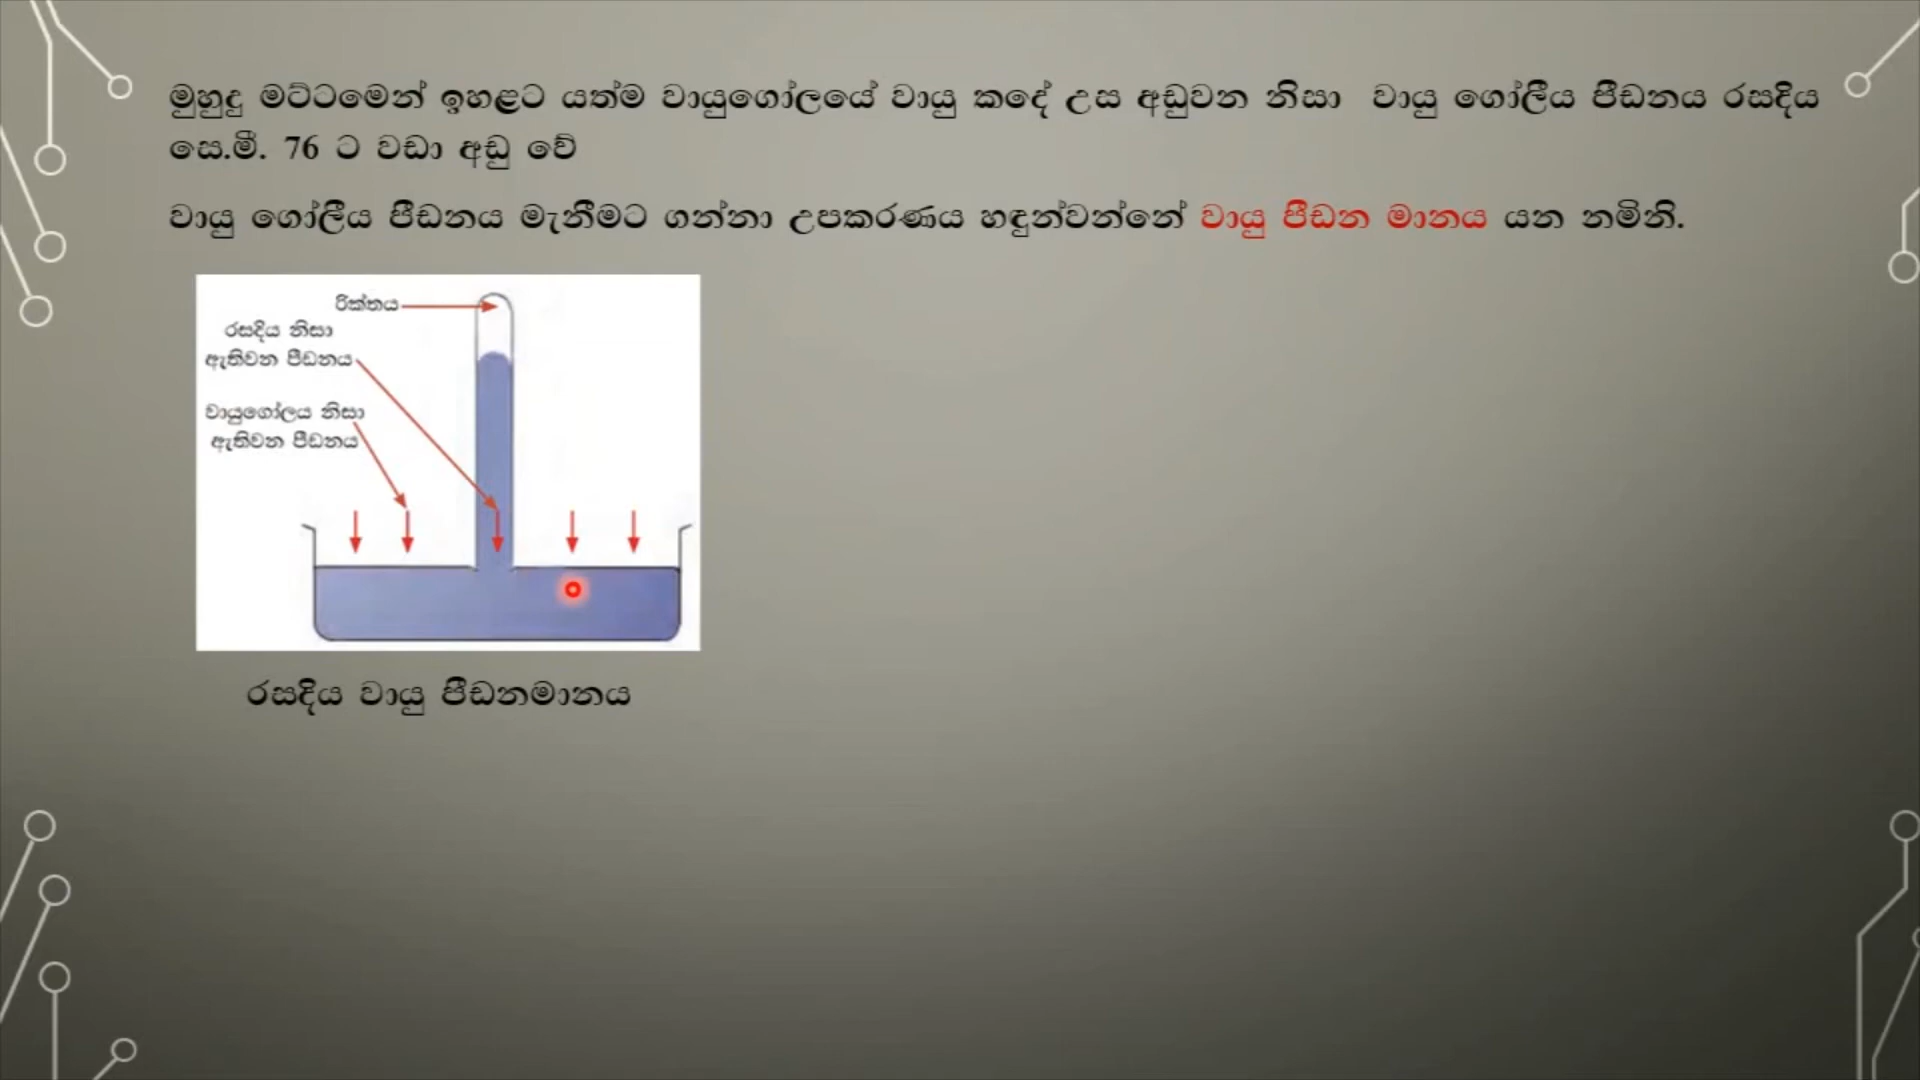 මුහුදු මට්ටමෙන් ඉහළට යත්ම වායුගෝලයේ වායු කඳේ උස අඩුවන නිසා වායු ගෝලීය පීඩනය රසදිය
සෙ.මී. 76 ට වඩා අඩු වේ
වායු ගෝලීය පීඩනය මැනීමට ගන්නා උපකරණය හඳුන්වන්නේ වායු පීඩන මානය යන නමිනි.
රික්තය
රසදිය නිසා
ඇතිවන පීඩනය
වායුගෝලය නිසා
ඇතිවන පීඩනය
රසදිය වායු පීඩනමානය